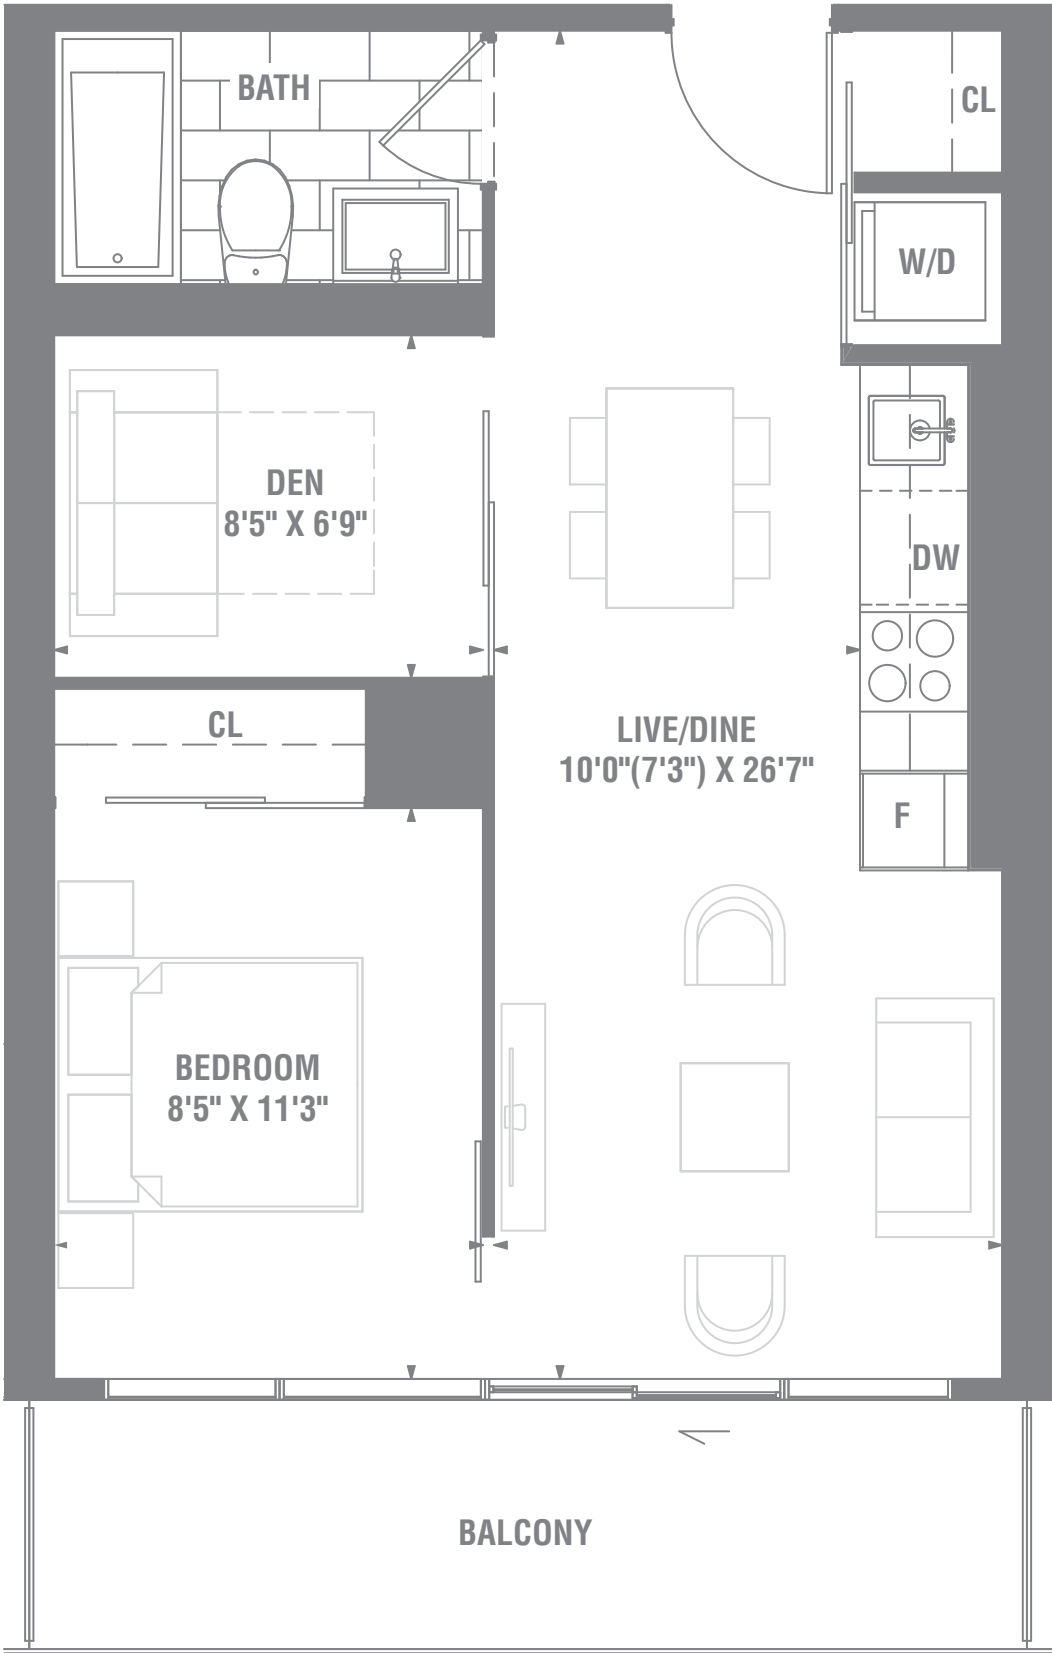 BATH
CL
W/D
DEN
8'5" X 6'9"
DW
CL
LIVE/DINE
10'0"(7'3") X 26'7"
F
BEDROOM
8'5" X 11'3"
BALCONY